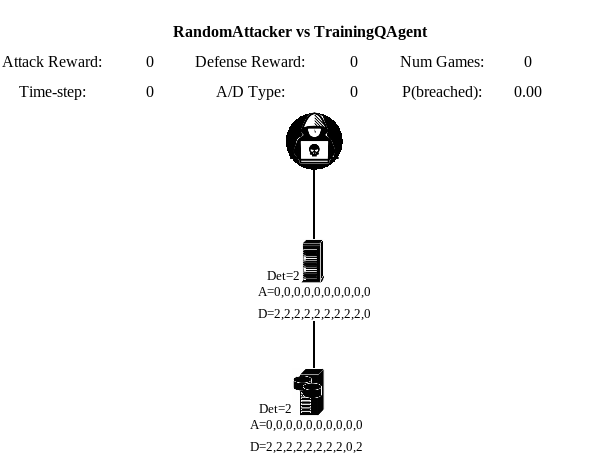 RandomAttacker vs TrainingQAgent
Attack Reward: 0 Defense Reward: 0 Num Games: 0
Time-step: 0 A/D Type: 0 P(breached): 0.00
Det=2
A=0,0,0,0,0,0,0,0,0,0
D=2,2,2,2,2,2,2,2,2,0
Det=2
A=0,0,0,0,0,0,0,0,0,0
D=2,2,2,2,2,2,2,2,0,2